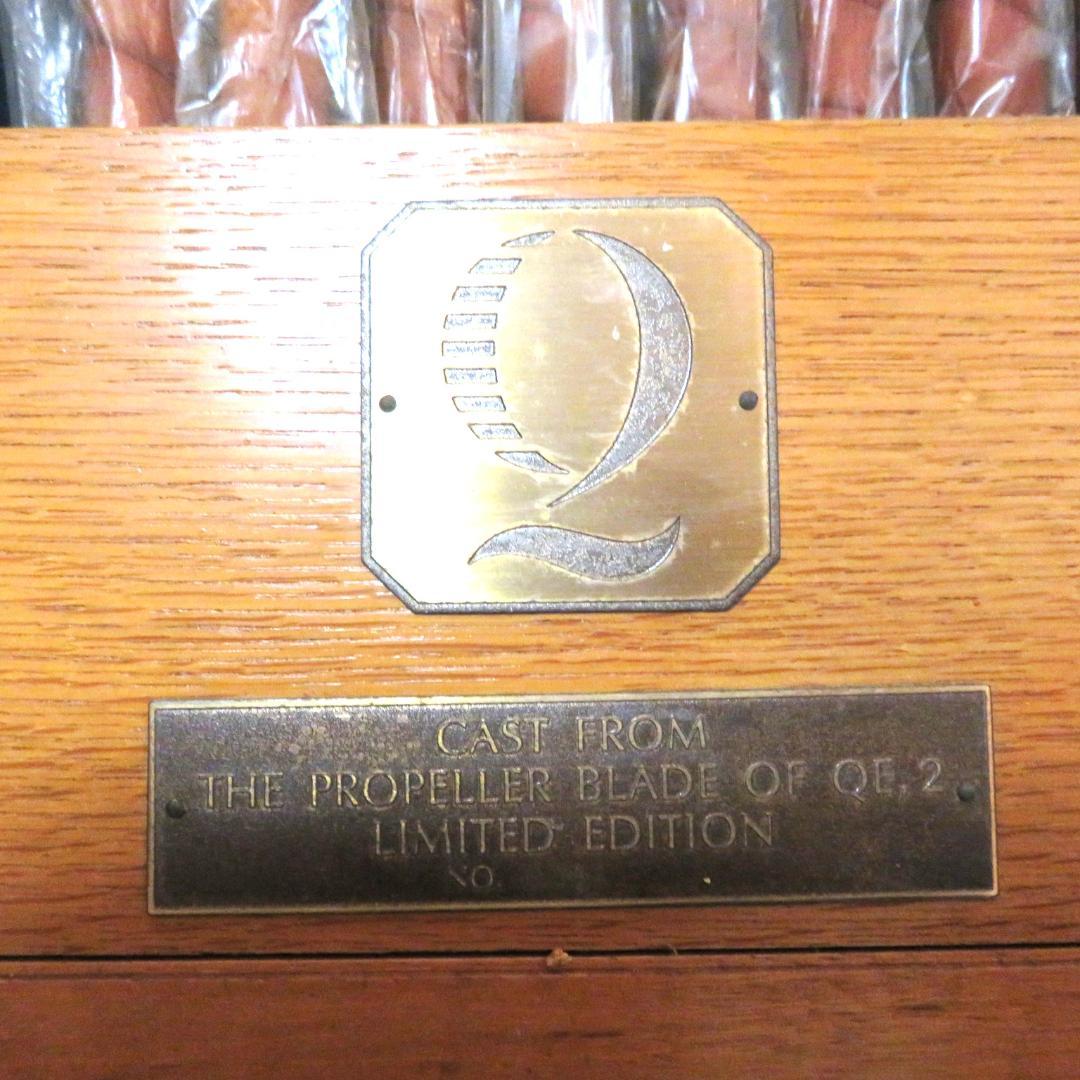 Q
CAST FROM
THE PROPELLER BLADE OF QE.2
LIMITED EDITION
NO.